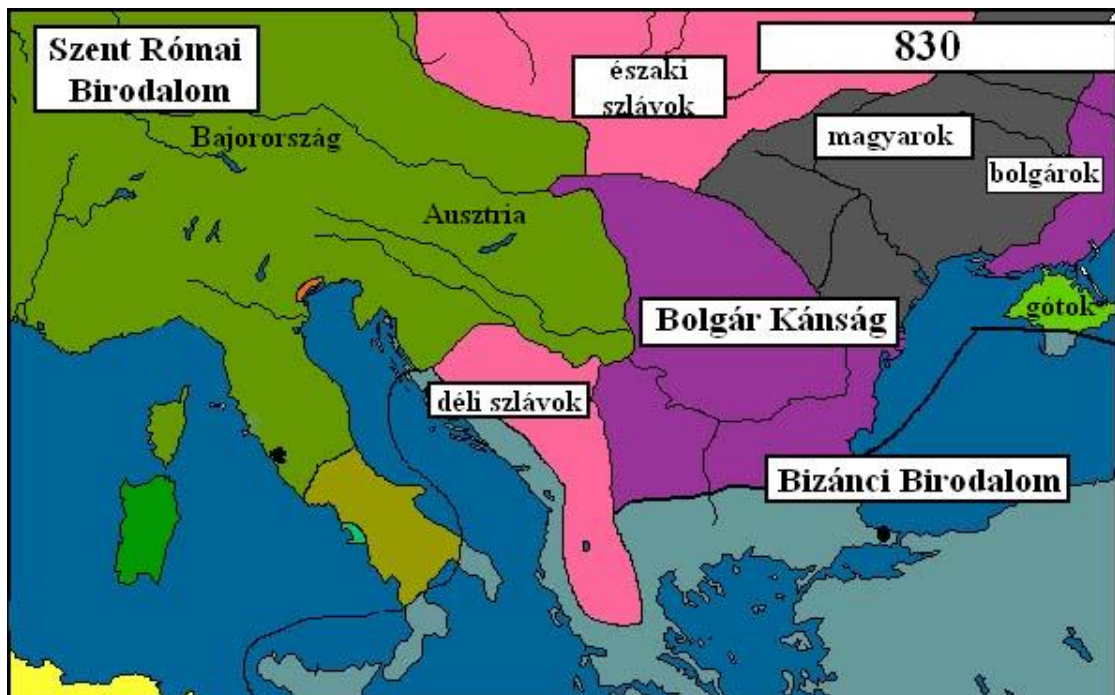 Szent Római
Birodalom
830
északi
szlávok
magyarok
bolgárok
Bajorország
Ausztria
gótok
Bolgár Kánság
déli szlávok
Bizánci Birodalom